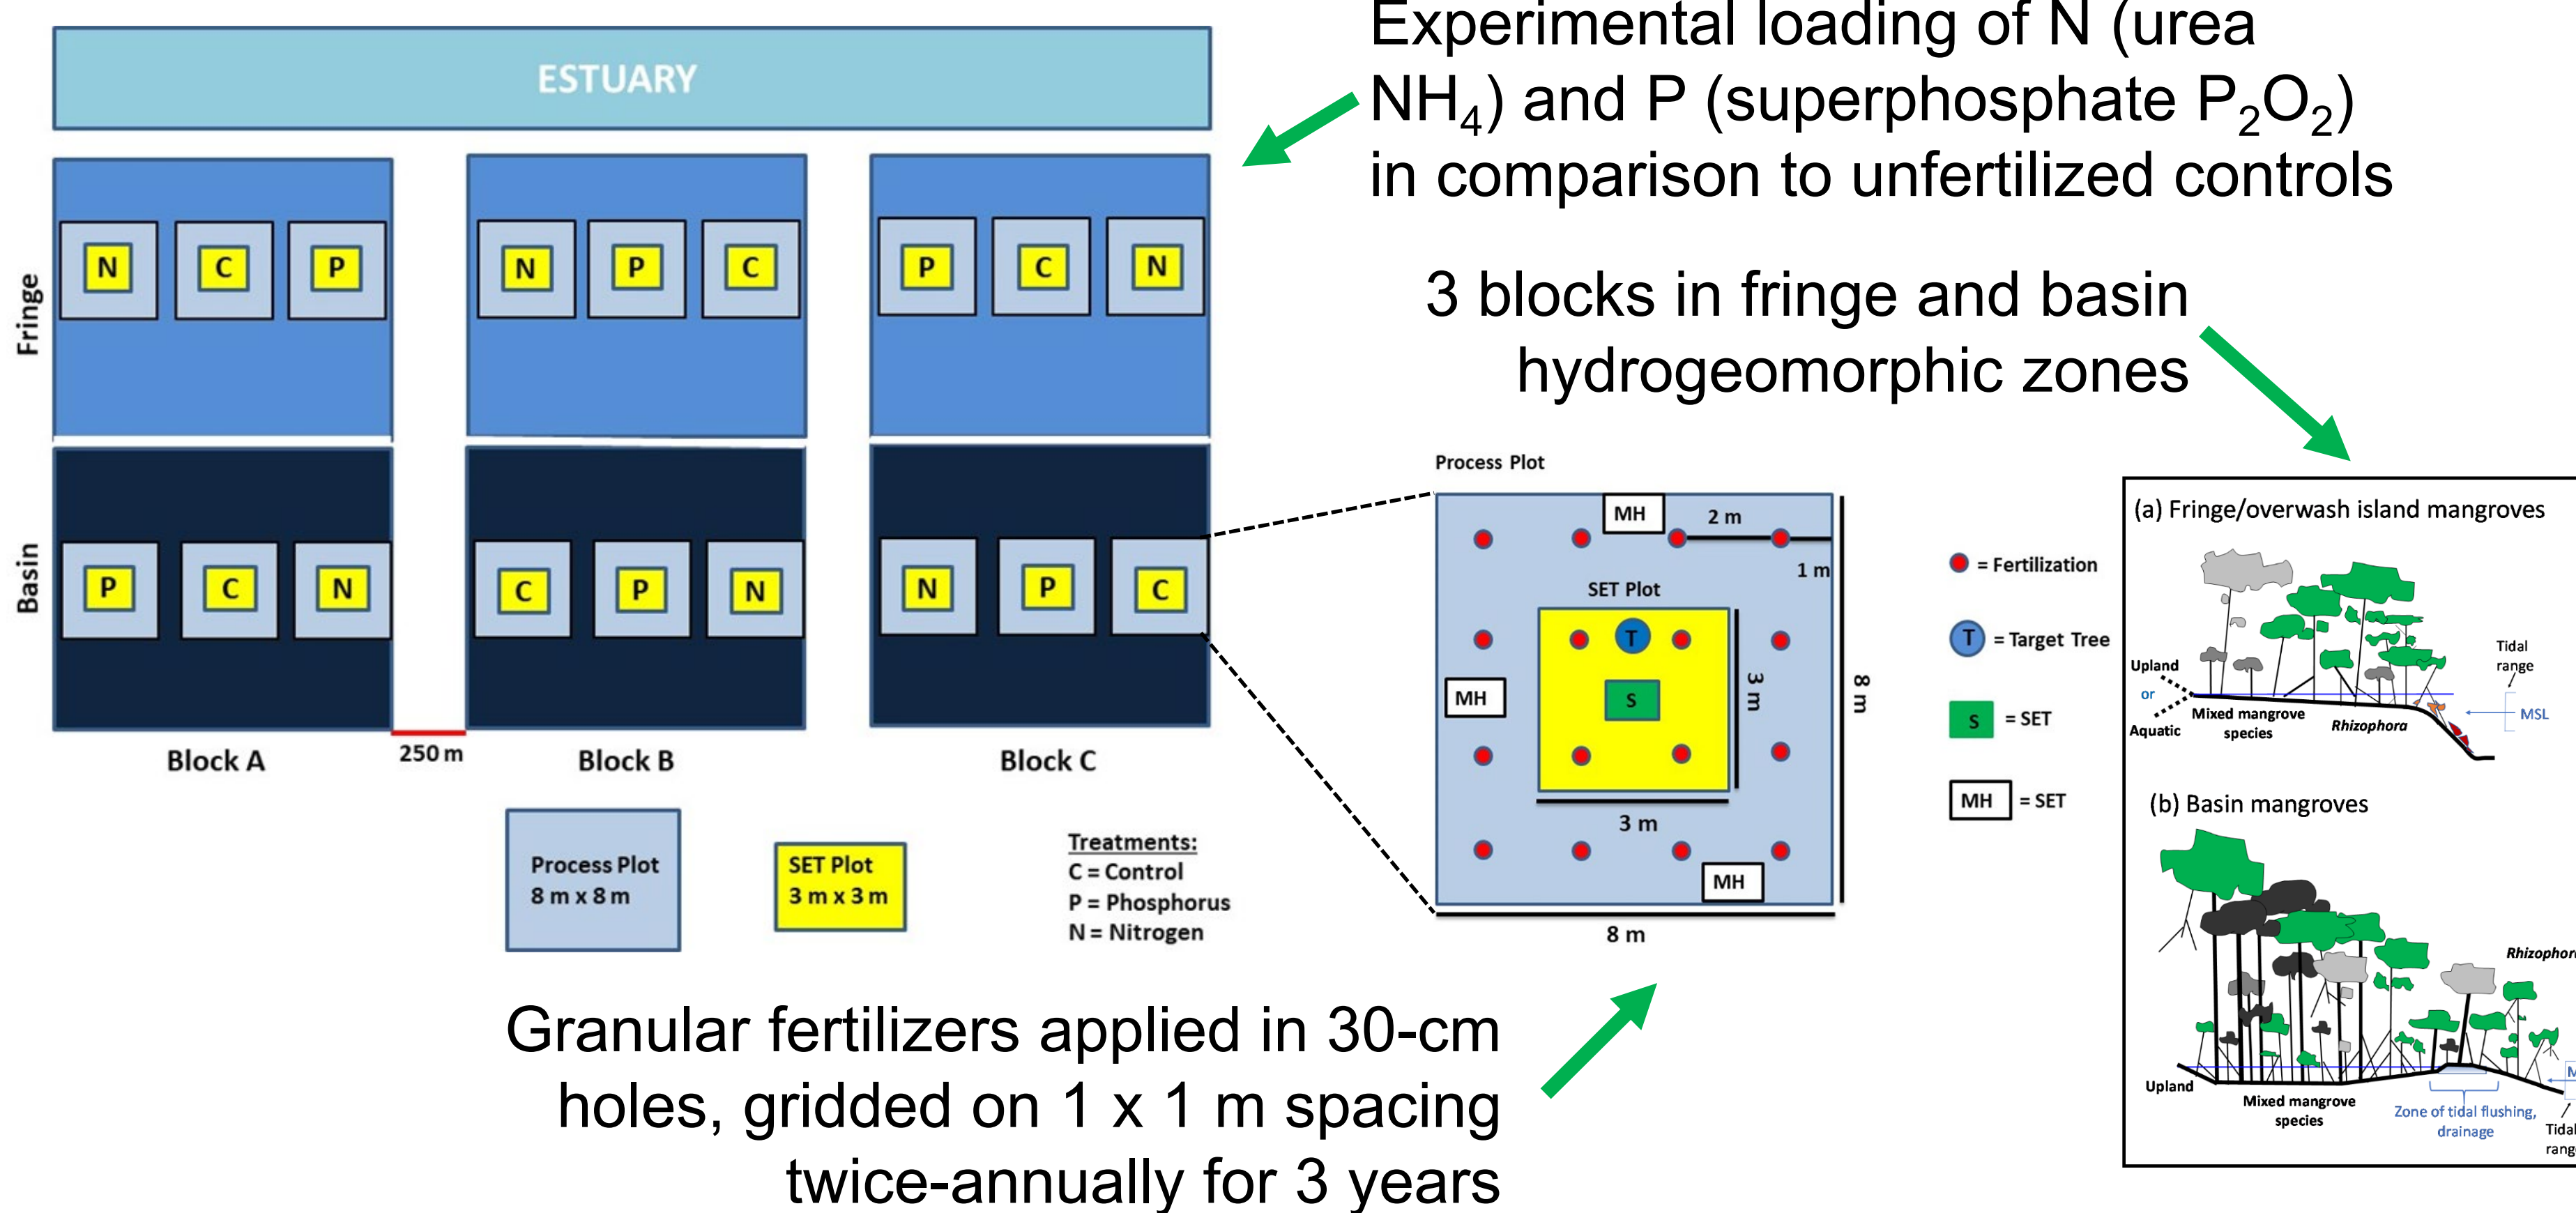 Experimental loading of N (urea
NH₄) and P (superphosphate P₂O₂)
in comparison to unfertilized controls
3 blocks in fringe and basin
hydrogeomorphic zones
ESTUARY
Fringe
N C P
N P C
P C N
Basin
P C N
C P N
N P C
Block A
250 m
Block B
Block C
Process Plot
8 m x 8 m
SET Plot
3 m x 3 m
Treatments:
C = Control
P = Phosphorus
N = Nitrogen
Process Plot
MH
2 m
1 m
SET Plot
T
MH
S
3 m
8 m
3 m
MH
8 m
= Fertilization
T = Target Tree
S = SET
MH = SET
Granular fertilizers applied in 30-cm
holes, gridded on 1 x 1 m spacing
twice-annually for 3 years
(a) Fringe/overwash island mangroves
Tidal
range
Upland
or
Aquatic
Mixed mangrove
species
Rhizophora
MSL
(b) Basin mangroves
Upland
Mixed mangrove
species
Zone of tidal flushing,
drainage